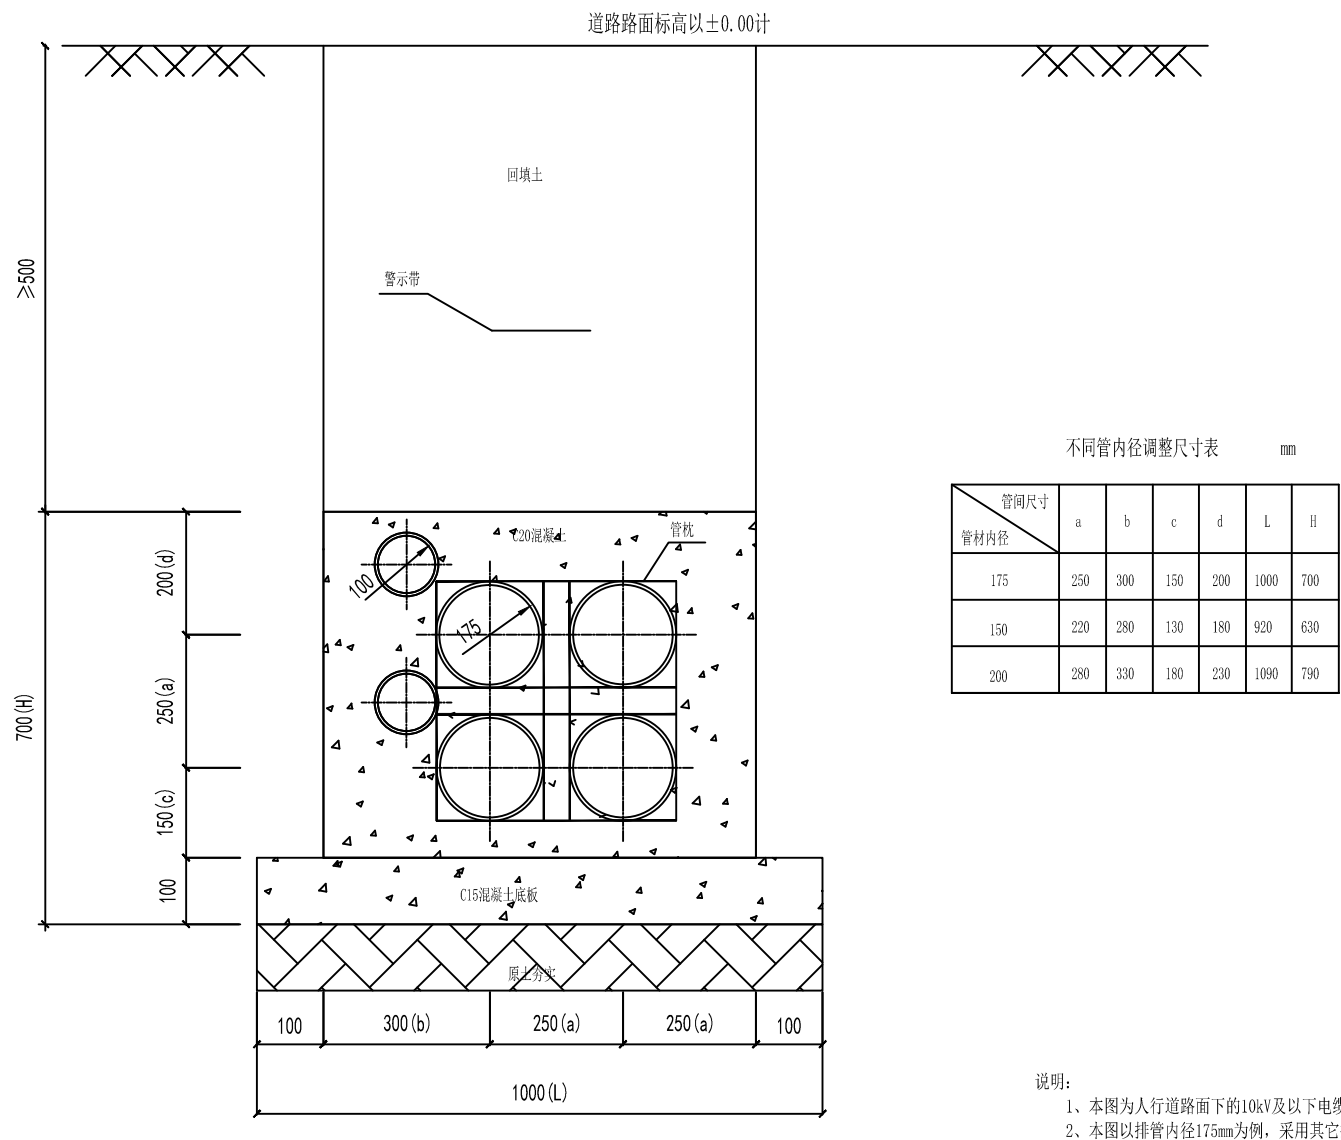 道路路面标高以±0.00计
回填土
警示带
≥500
不同管内径调整尺寸表 mm
管间尺寸 a b c d L H
管材内径
175 250 300 150 200 1000 700
150 220 280 130 180 920 630
200 280 330 180 230 1090 790
C20混凝土
管枕
100
175
200(d)
250(a)
150(c)
100
700(H)
C15混凝土底板
原土夯实
100 300(b) 250(a) 250(a) 100
1000(L)
说明:
1、本图为人行道路面下的10kV及以下电缆
2、本图以排管内径175mm为例，采用其它